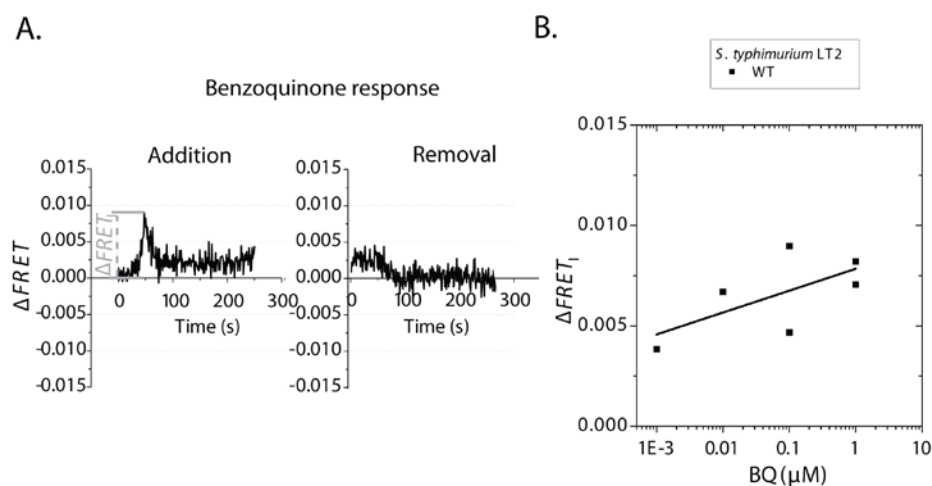 A.
Benzoquinone response
Addition
Removal
0.015
0.010
0.005
0.000
-0.005
-0.010
-0.015
ΔFRET
ΔFRET I
0
100
200
300
Time (s)
0.015
0.010
0.005
0.000
-0.005
-0.010
-0.015
0
100
200
300
Time (s)
B.
S. typhimurium LT2
WT
0.015
0.010
0.005
0.000
ΔFRET I
1E-3
0.01
0.1
1
10
BQ (µM)